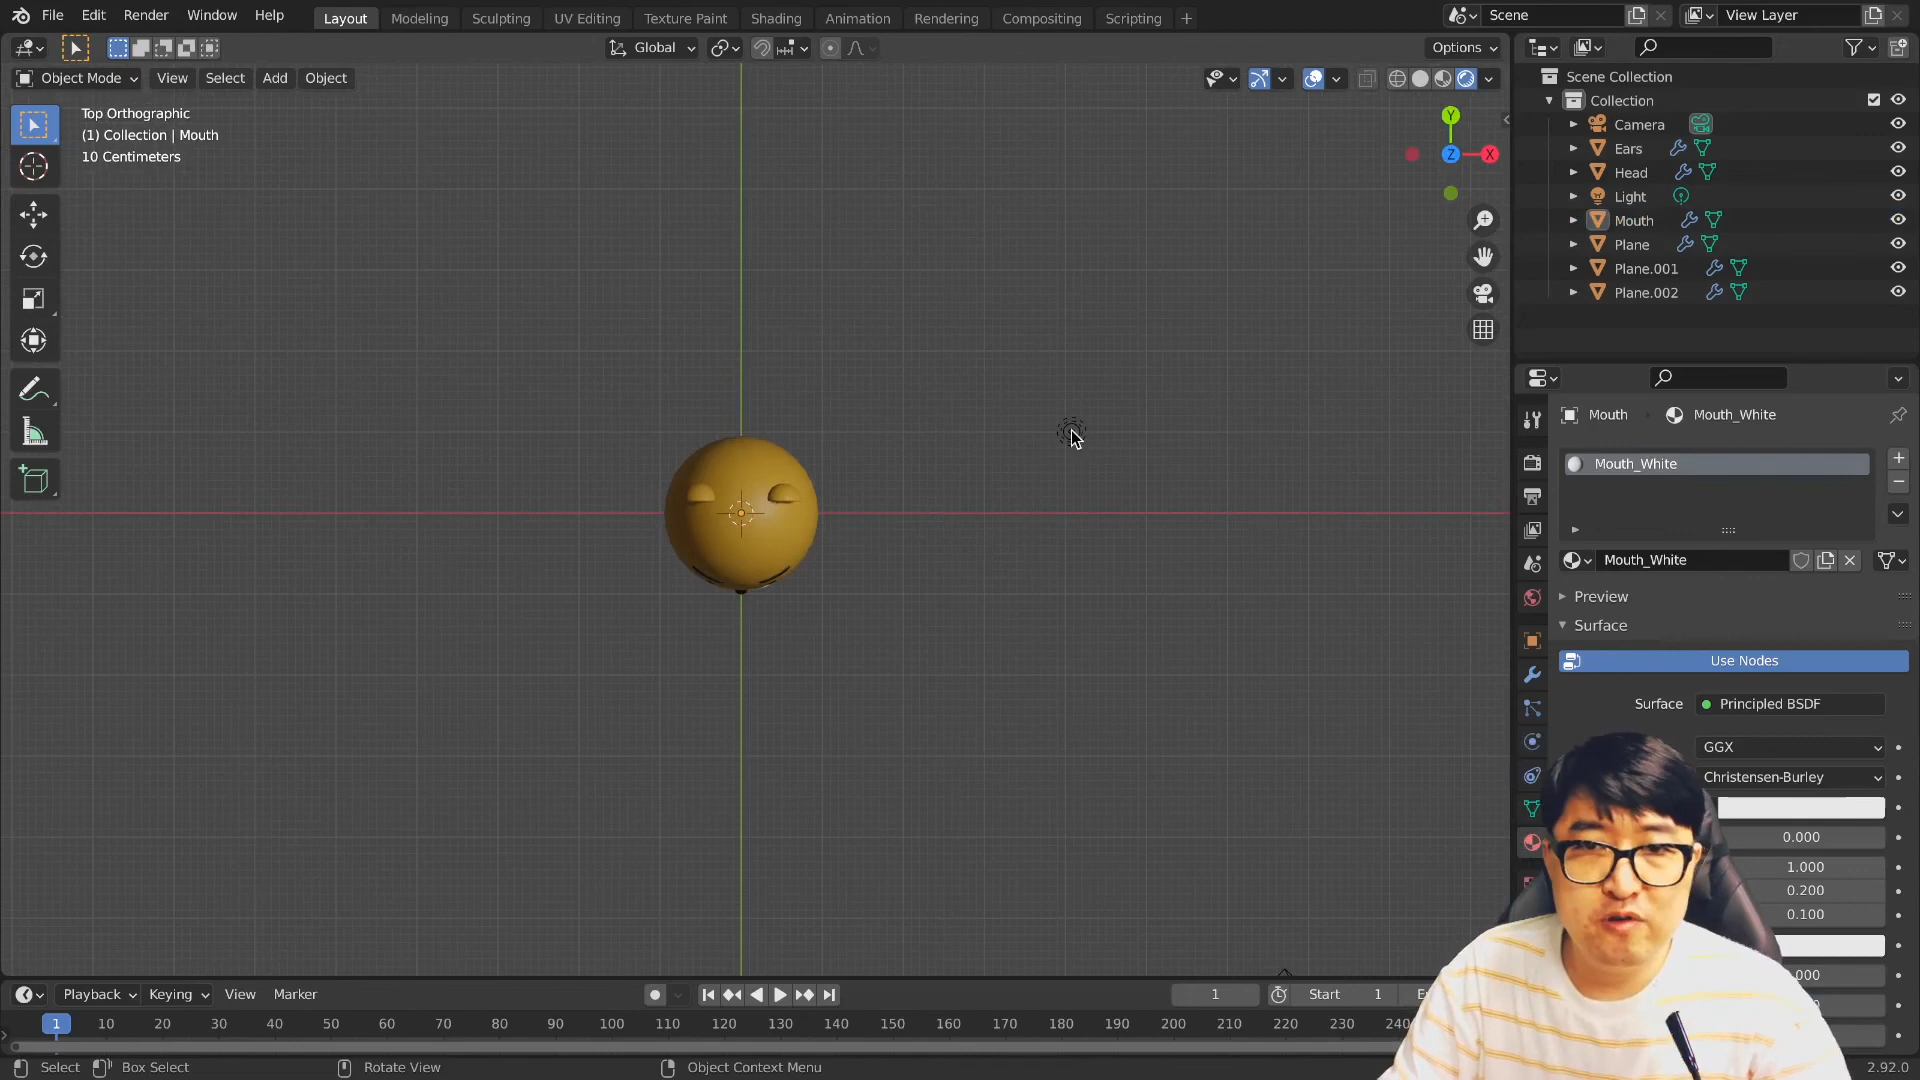 File Edit Render Window Help
Layout Modeling Sculpting UV Editing Texture Paint Shading Animation Rendering Compositing Scripting +
Scene
View Layer
Global
Options
Object Mode View Select Add Object
Top Orthographic
(1) Collection | Mouth
10 Centimeters
Y
Z
X
Scene Collection
Collection
Camera
Ears
Head
Light
Mouth
Plane
Plane.001
Plane.002
Mouth
Mouth_White
Mouth_White
Mouth_White
Preview
Surface
Use Nodes
Surface
Principled BSDF
GGX
Christensen-Burley
0.000
1.000
0.200
0.100
Playback Keying View Marker
1
Start 1
1 10 20 30 40 50 60 70 80 90 100 110 120 130 140 150 160 170 180 190 200 210 220 230 240
Select Box Select Rotate View Object Context Menu
2.92.0